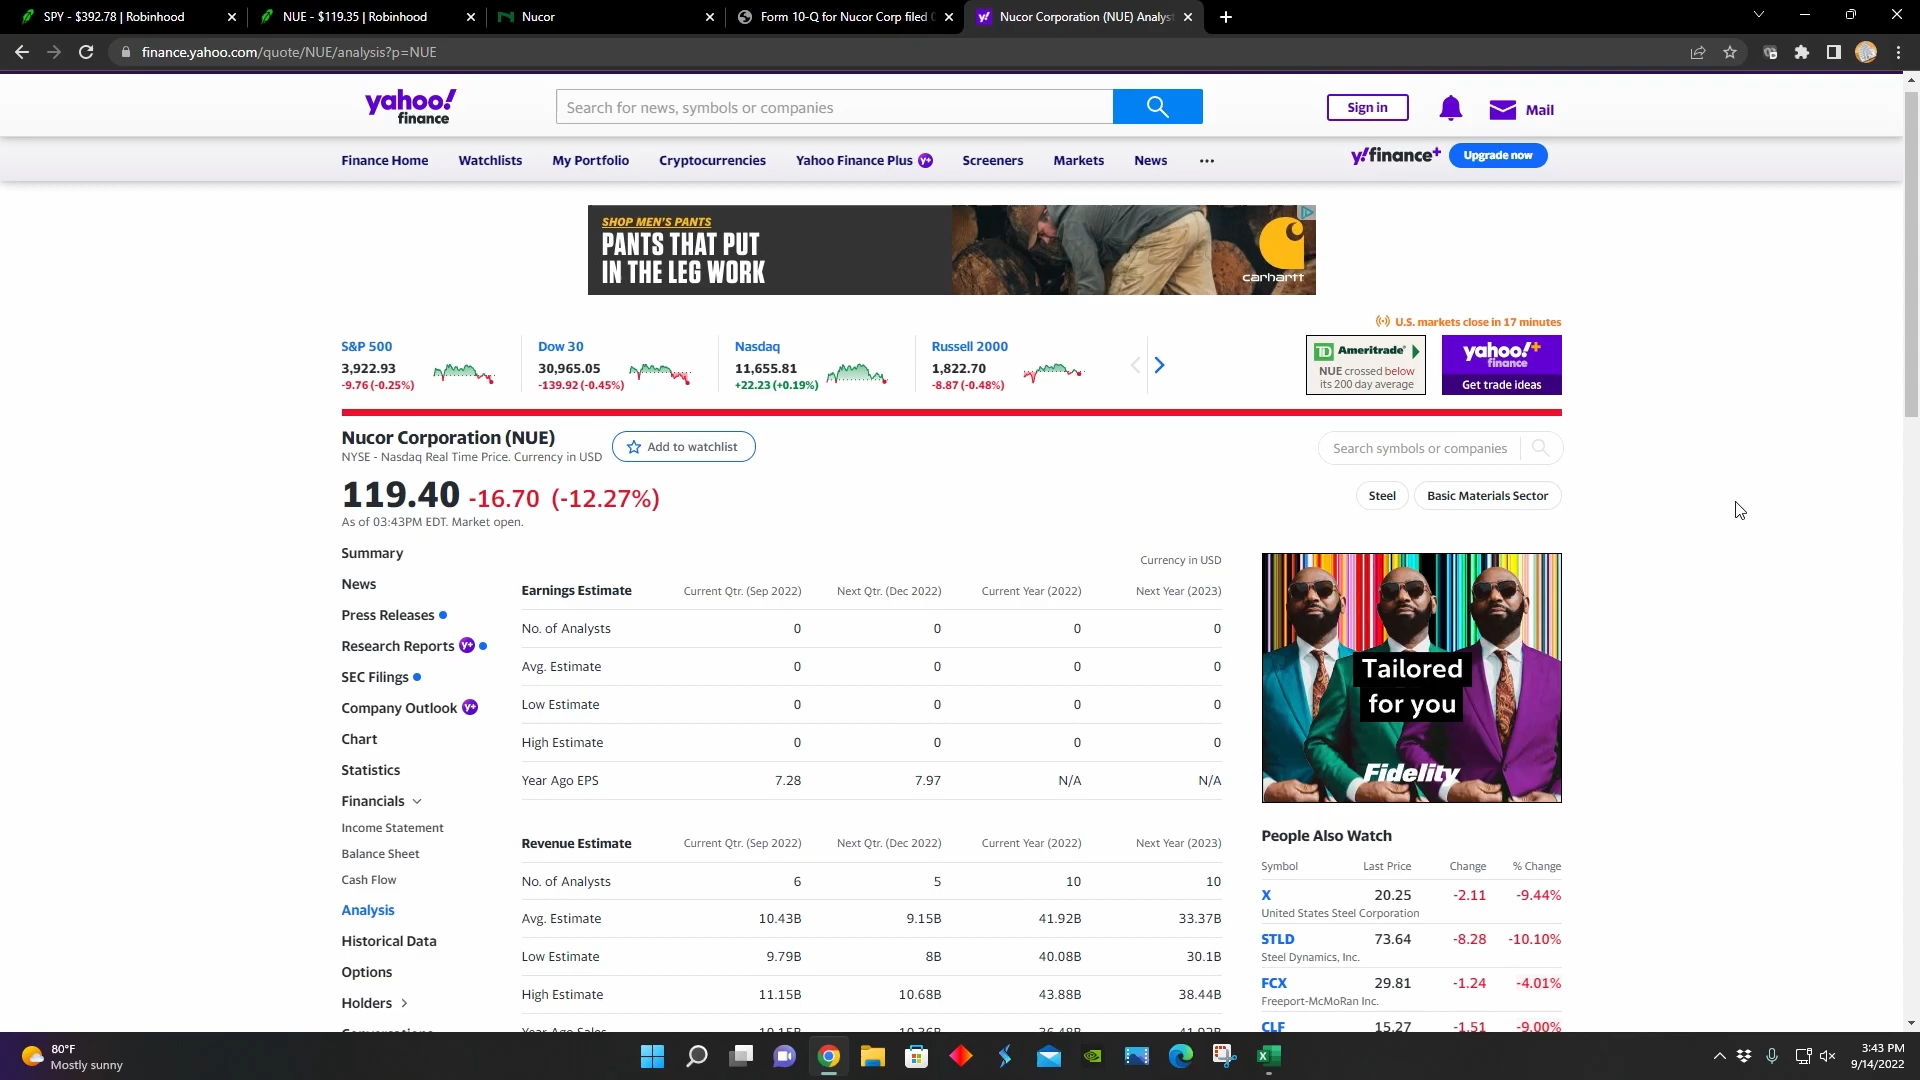 SPY - $392.78 | Robinhood
NUE - $119.35 | Robinhood
Nucor
Form 10-Q for Nucor Corp filed
Nucor Corporation (NUE) Analys
finance.yahoo.com/quote/NUE/analysis?p=NUE
yahoo! finance
Search for news, symbols or companies
Sign in
Mail
Finance Home
Watchlists
My Portfolio
Cryptocurrencies
Yahoo Finance Plus
Screeners
Markets
News
y!finance+
Upgrade now
SHOP MEN'S PANTS
PANTS THAT PUT
IN THE LEG WORK
carhartt
U.S. markets close in 17 minutes
S&P 500
3,922.93
-9.76 (-0.25%)
Dow 30
30,965.05
-139.92 (-0.45%)
Nasdaq
11,655.81
+22.23 (+0.19%)
Russell 2000
1,822.70
-8.87 (-0.48%)
TD Ameritrade
NUE crossed below
its 200 day average
yahoo!+
finance
Get trade ideas
Nucor Corporation (NUE)
NYSE - Nasdaq Real Time Price. Currency in USD
Add to watchlist
Search symbols or companies
119.40 -16.70 (-12.27%)
As of 03:43PM EDT. Market open.
Steel
Basic Materials Sector
Summary
News
Press Releases
Research Reports
SEC Filings
Company Outlook
Chart
Statistics
Financials
Income Statement
Balance Sheet
Cash Flow
Analysis
Historical Data
Options
Holders
Conversations
Currency in USD
Earnings Estimate Current Qtr. (Sep 2022) Next Qtr. (Dec 2022) Current Year (2022) Next Year (2023)
No. of Analysts 0 0 0 0
Avg. Estimate 0 0 0 0
Low Estimate 0 0 0 0
High Estimate 0 0 0 0
Year Ago EPS 7.28 7.97 N/A N/A
Revenue Estimate Current Qtr. (Sep 2022) Next Qtr. (Dec 2022) Current Year (2022) Next Year (2023)
No. of Analysts 6 5 10 10
Avg. Estimate 10.43B 9.15B 41.92B 33.37B
Low Estimate 9.79B 8B 40.08B 30.1B
High Estimate 11.15B 10.68B 43.88B 38.44B
Year Ago Sales 10.15B 10.36B 36.48B 41.92B
Tailored
for you
Fidelity
People Also Watch
Symbol Last Price Change % Change
X 20.25 -2.11 -9.44%
United States Steel Corporation
STLD 73.64 -8.28 -10.10%
Steel Dynamics, Inc.
FCX 29.81 -1.24 -4.01%
Freeport-McMoRan Inc.
CLF 15.27 -1.51 -9.00%
80°F
Mostly sunny
3:43 PM
9/14/2022